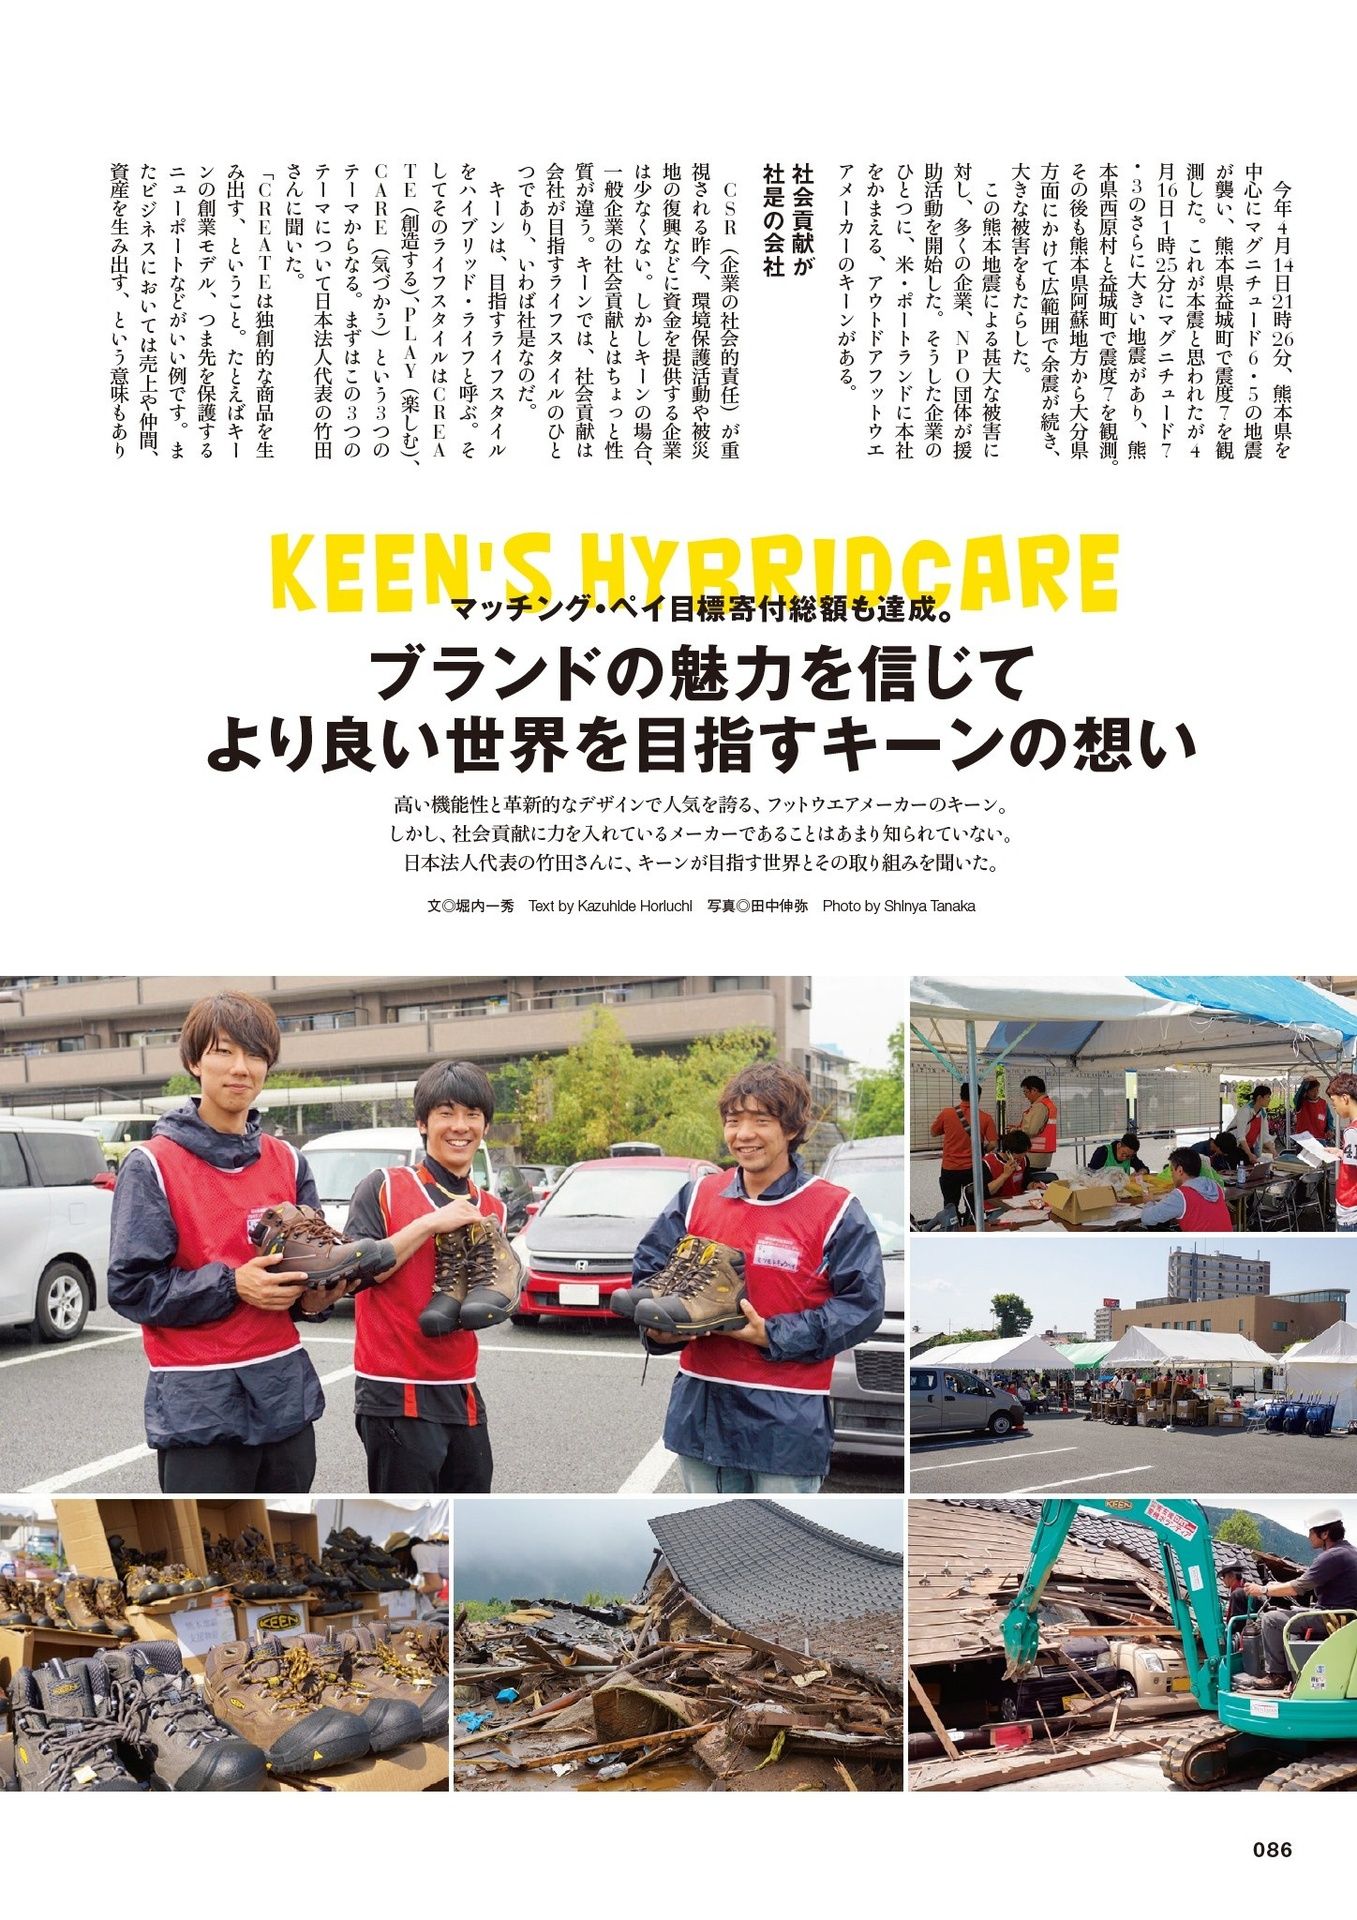 今年4月14日21時26分、熊本県を
中心にマグニチュード6・5の地震
が襲い、熊本県益城町で震度7を観
測した。これが本震と思われたが4
月16日1時25分にマグニチュード7
・3のさらに大きい地震があり、熊
本県西原村と益城町で震度7を観測。
その後も熊本県阿蘇地方から大分県
方面にかけて広範囲で余震が続き、
大きな被害をもたらした。
この熊本地震による甚大な被害に
対し、多くの企業、NPO団体が援
助活動を開始した。そうした企業の
ひとつに、米・ポートランドに本社
をかまえる、アウトドアフットウエ
アメーカーのキーンがある。
社会貢献が
社是の会社
CSR（企業の社会的責任）が重
視される昨今、環境保護活動や被災
地の復興などに資金を提供する企業
は少なくない。しかしキーンの場合、
一般企業の社会貢献とはちょっと性
質が違う。キーンでは、社会貢献は
会社が目指すライフスタイルのひと
つであり、いわば社是なのだ。
キーンは、目指すライフスタイル
をハイブリッド・ライフと呼ぶ。そ
してそのライフスタイルはCREA
TE（創造する）、PLAY（楽しむ）、
CARE（気づかう）という3つの
テーマからなる。まずはこの3つの
テーマについて日本法人代表の竹田
さんに聞いた。
「CREATEは独創的な商品を生
み出す、ということ。たとえばキー
ンの創業モデル、つま先を保護する
ニューポートなどがいい例です。ま
たビジネスにおいては売上や仲間、
資産を生み出す、という意味もあり
KEEN'S HYBRIDCARE
マッチング・ペイ目標寄付総額も達成。
ブランドの魅力を信じて
より良い世界を目指すキーンの想い
高い機能性と革新的なデザインで人気を誇る、フットウエアメーカーのキーン。
しかし、社会貢献に力を入れているメーカーであることはあまり知られていない。
日本法人代表の竹田さんに、キーンが目指す世界とその取り組みを聞いた。
文◎堀内一秀　Text by Kazuhide Horiuchi　写真◎田中伸弥　Photo by Shinya Tanaka
KEEN
KEEN
KEEN
086